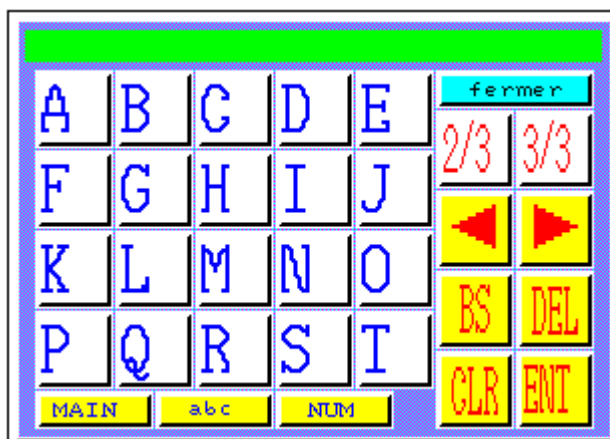 A B C D E fermer
2/3 3/3
F G H I J
K L M N O BS DEL
P Q R S T CLR ENT
MAIN abc NUM